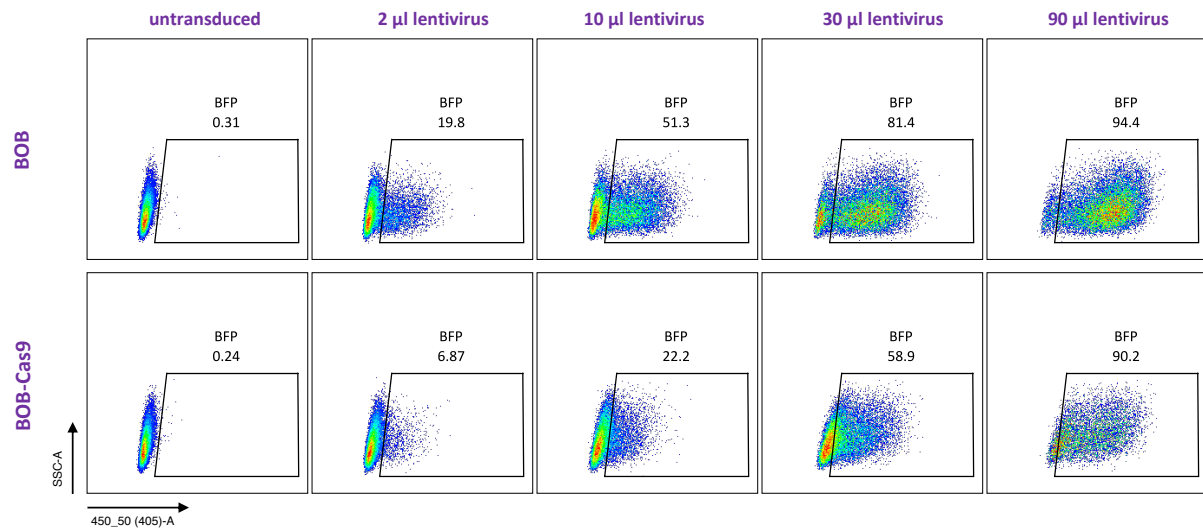 untransduced
2 µl lentivirus
10 µl lentivirus
30 µl lentivirus
90 µl lentivirus
BOB
BFP
0.31
BFP
19.8
BFP
51.3
BFP
81.4
BFP
94.4
BOB-Cas9
BFP
0.24
BFP
6.87
BFP
22.2
BFP
58.9
BFP
90.2
SSC-A
450_50 (405)-A